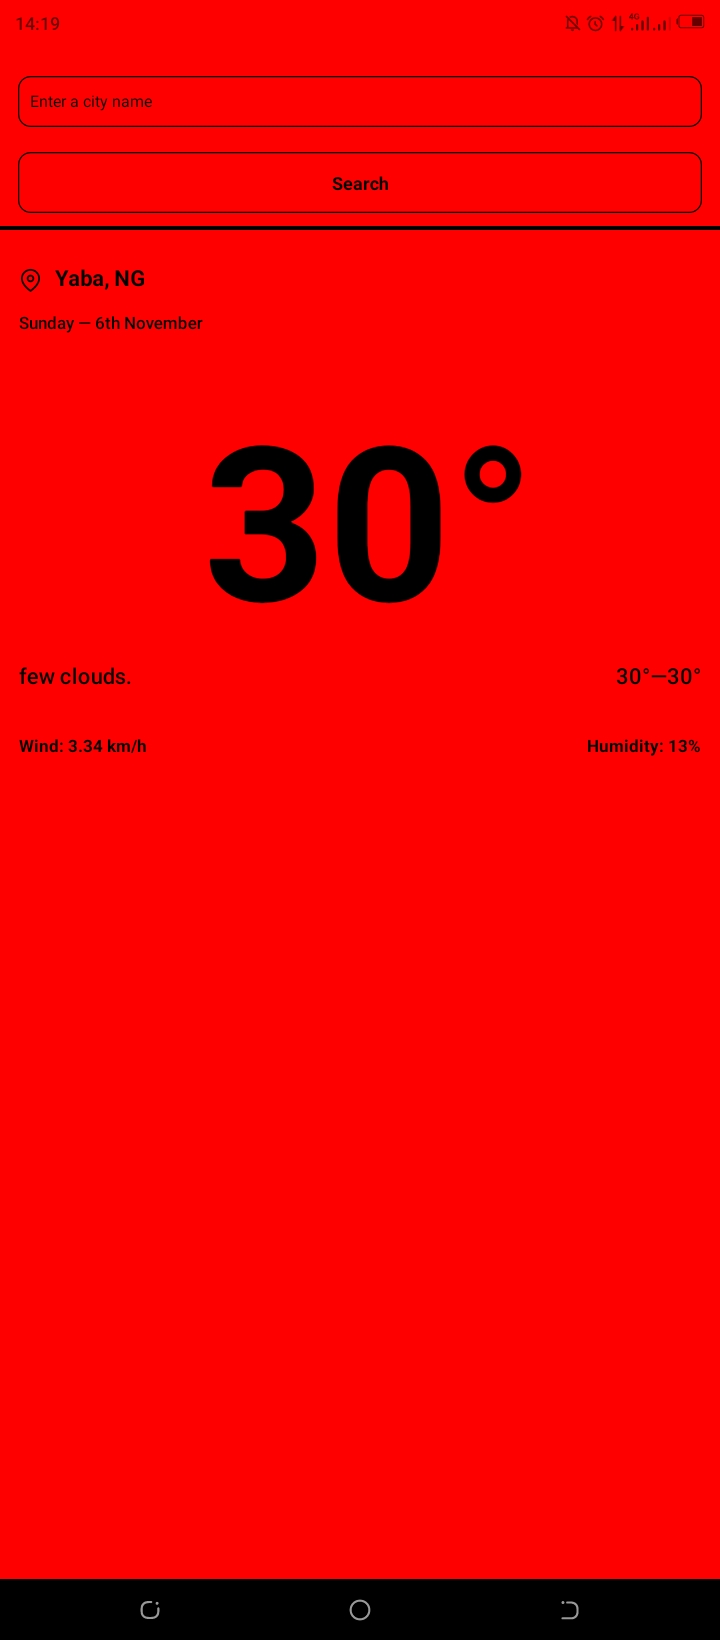 14:19
4G
Enter a city name
Search
Yaba, NG
Sunday — 6th November
30°
few clouds. 30°—30°
Wind: 3.34 km/h Humidity: 13%